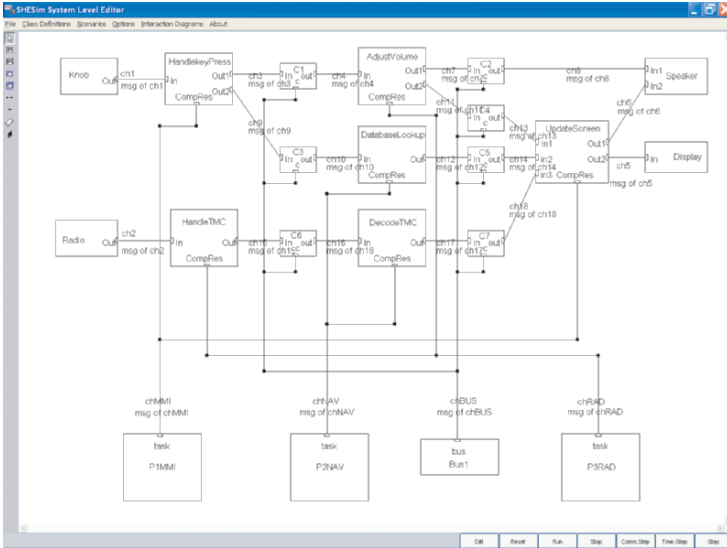 SHESim System Level Editor
File Class Definitions Scenarios Options Interaction Diagrams About
Knob
Out
ch1
msg of ch1
HandlekeyPress
In
Out1
Out2
CompRes
ch3
msg of ch3
C1
In out
c
ch4
msg of ch4
AdjustVolume
In
Out1
Out2
CompRes
ch7
msg of ch7
C2
In out
c
ch8
msg of ch8
In1
In2
Speaker
ch9
msg of ch9
ch11
msg of ch11
C4
In out
c
ch13
msg of ch13
ch6
msg of ch6
C3
In out
c
ch10
msg of ch10
DatabaseLookup
In
Out
CompRes
ch12
msg of ch12
C5
In out
c
ch14
msg of ch14
UpdateScreen
In1
in2
in3
Out1
Out2
CompRes
ch5
msg of ch5
In
Display
Radio
Out
ch2
msg of ch2
HandleTMC
In
Out
CompRes
ch15
msg of ch15
C6
In out
c
ch16
msg of ch16
DecodeTMC
In
Out
CompRes
ch17
msg of ch17
C7
In out
c
ch18
msg of ch18
chMMI
msg of chMMI
chNAV
msg of chNAV
chBUS
msg of chBUS
chRAD
msg of chRAD
task
P1MMI
task
P2NAV
bus
Bus1
task
P3RAD
Edit Reset Run Stop Comm.Step Time-Step Step